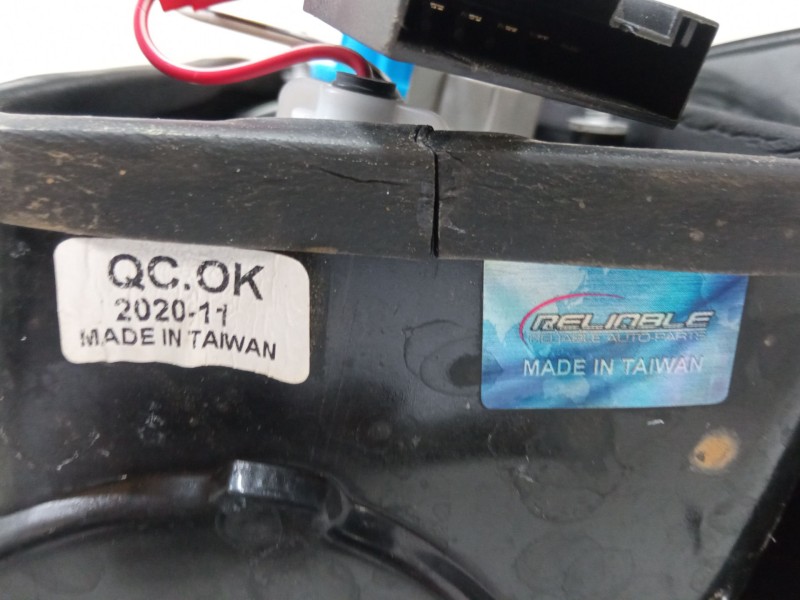 QC.OK
2020-11
MADE IN TAIWAN
RELIABLE
RELIABLE AUTO PARTS
MADE IN TAIWAN